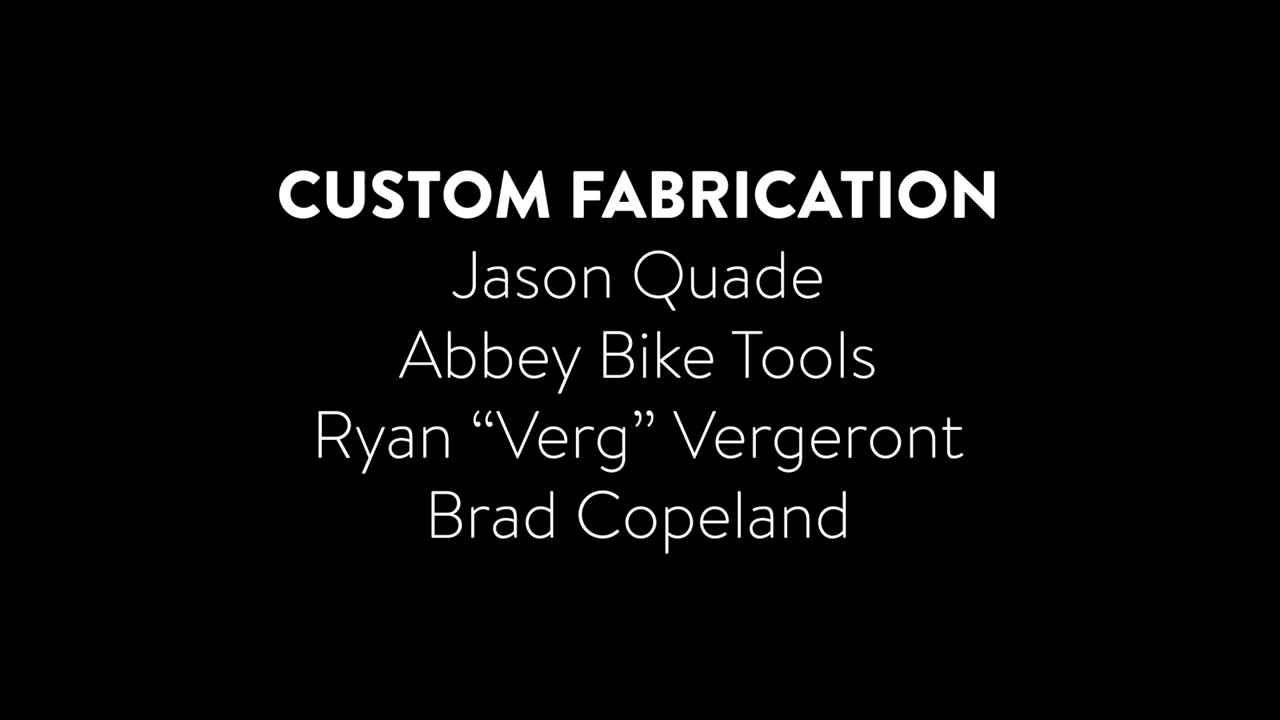 CUSTOM FABRICATION
Jason Quade
Abbey Bike Tools
Ryan “Verg” Vergeront
Brad Copeland